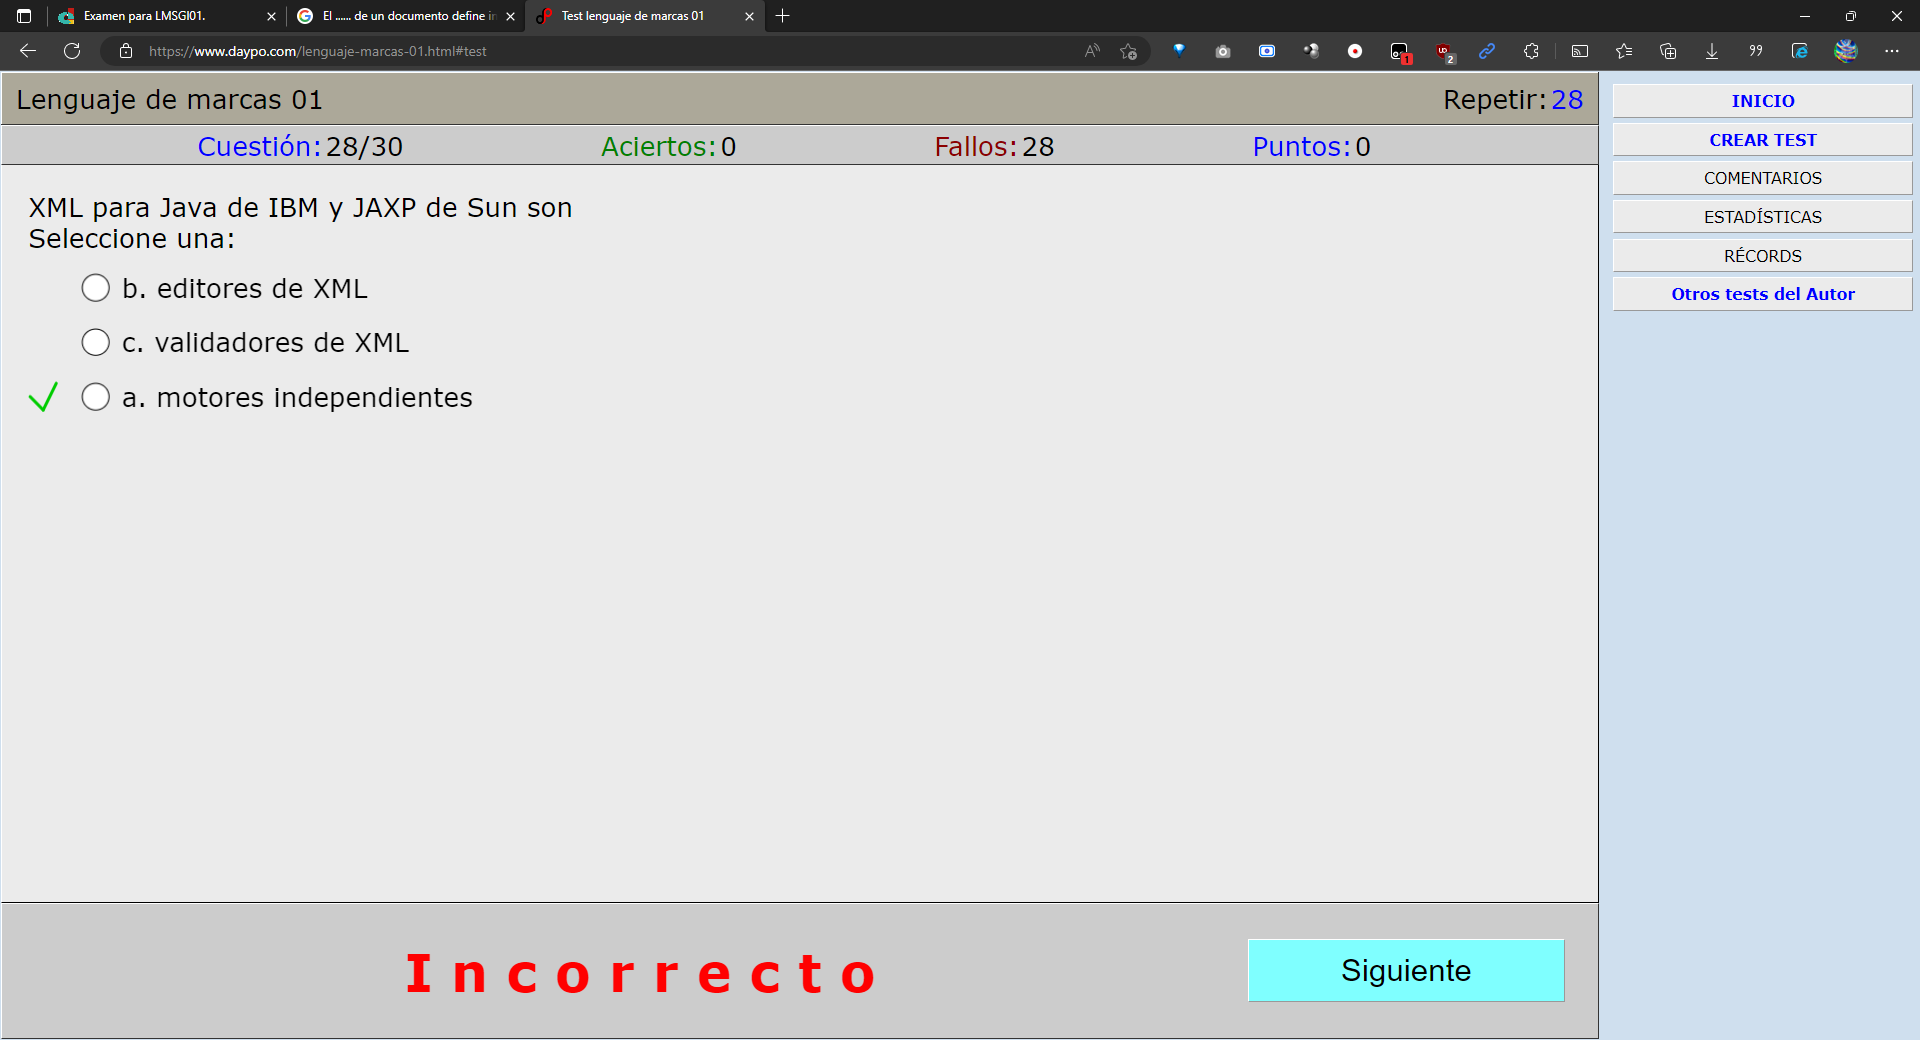 Examen para LMSGI01.
El ...... de un documento define in
Test lenguaje de marcas 01
https://www.daypo.com/lenguaje-marcas-01.html#test
1
2
Lenguaje de marcas 01
Repetir: 28
Cuestión: 28/30
Aciertos: 0
Fallos: 28
Puntos: 0
XML para Java de IBM y JAXP de Sun son
Seleccione una:
b. editores de XML
c. validadores de XML
a. motores independientes
Incorrecto
Siguiente
INICIO
CREAR TEST
COMENTARIOS
ESTADÍSTICAS
RÉCORDS
Otros tests del Autor